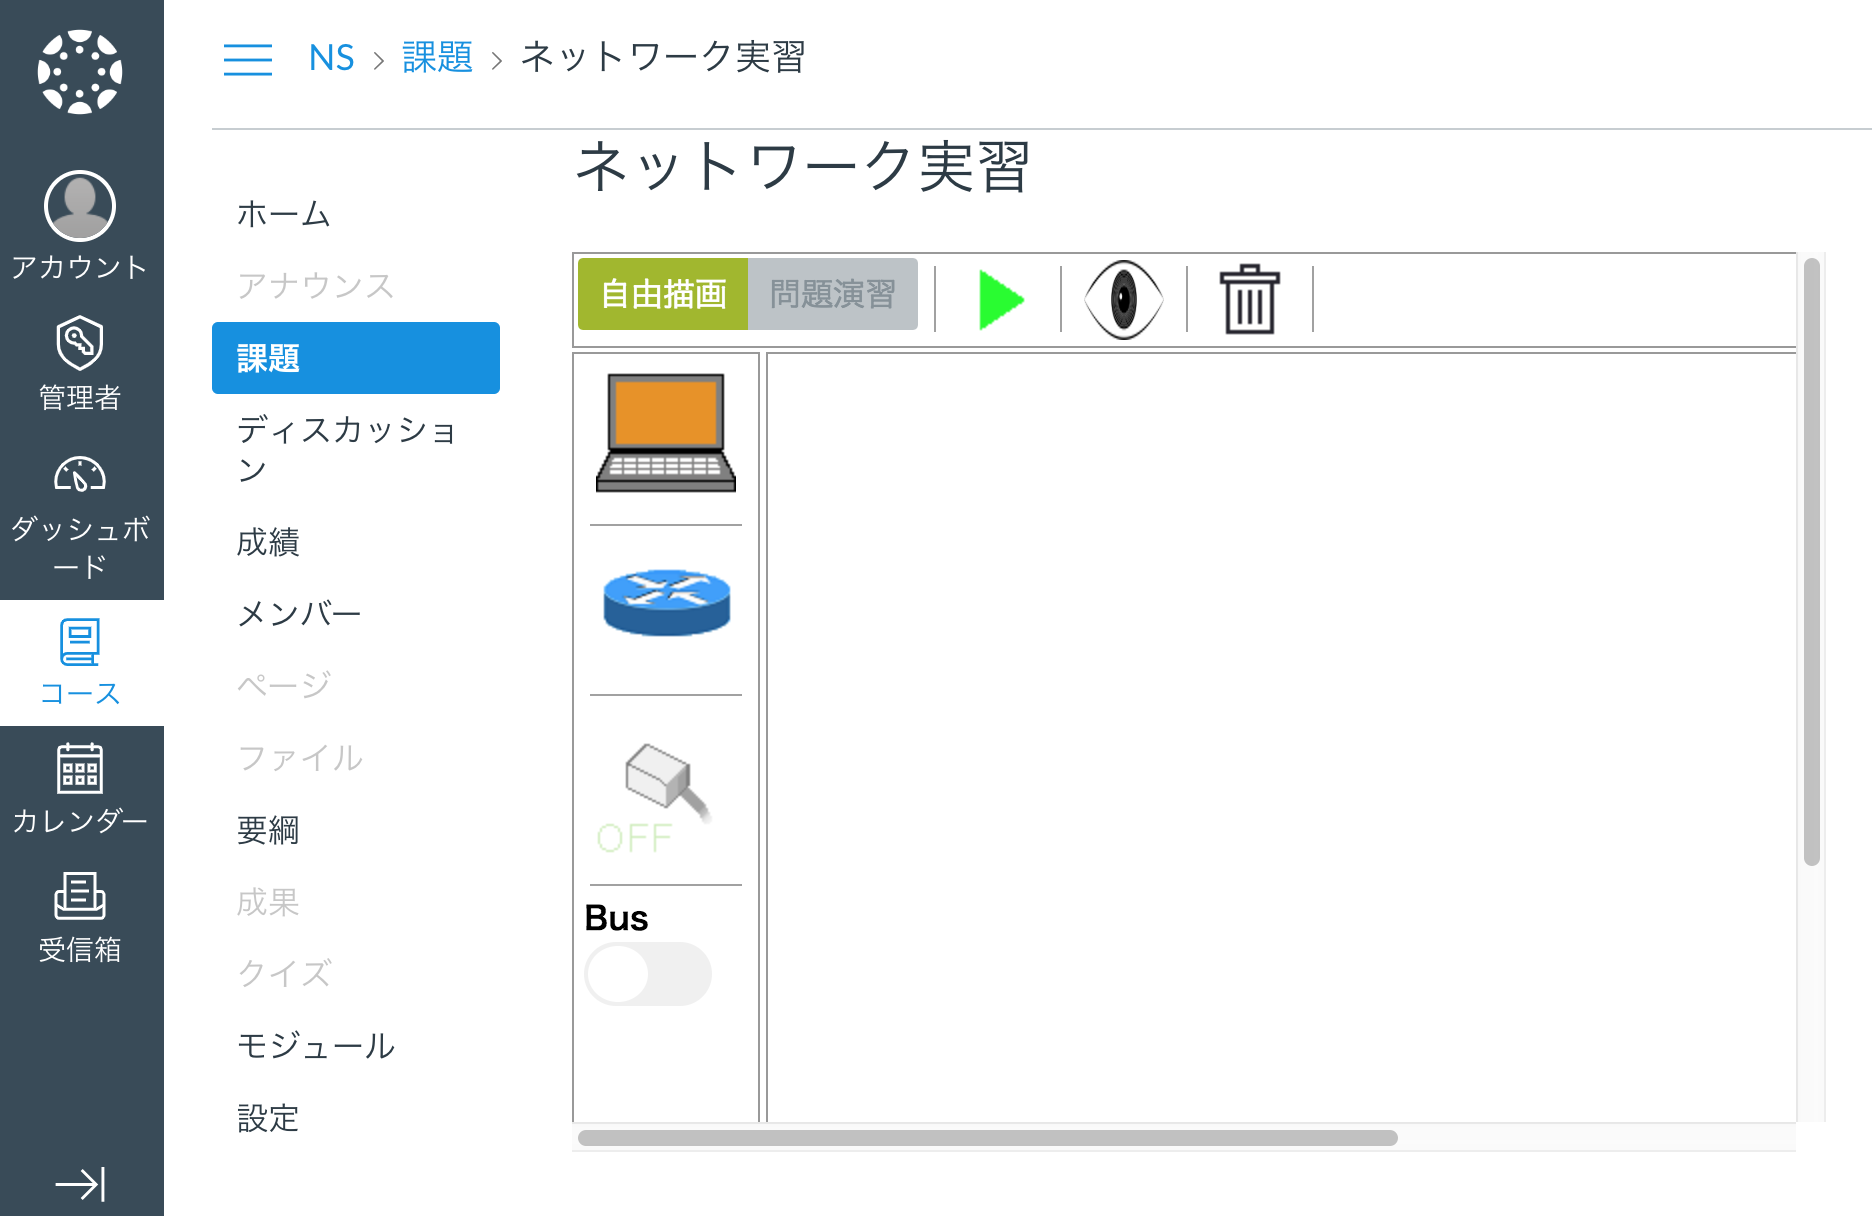 NS > 課題 > ネットワーク実習
ネットワーク実習
アカウント
管理者
ダッシュボ
ード
コース
カレンダー
受信箱
ホーム
アナウンス
課題
ディスカッショ
ン
成績
メンバー
ページ
ファイル
要綱
成果
クイズ
モジュール
設定
自由描画 問題演習
OFF
Bus